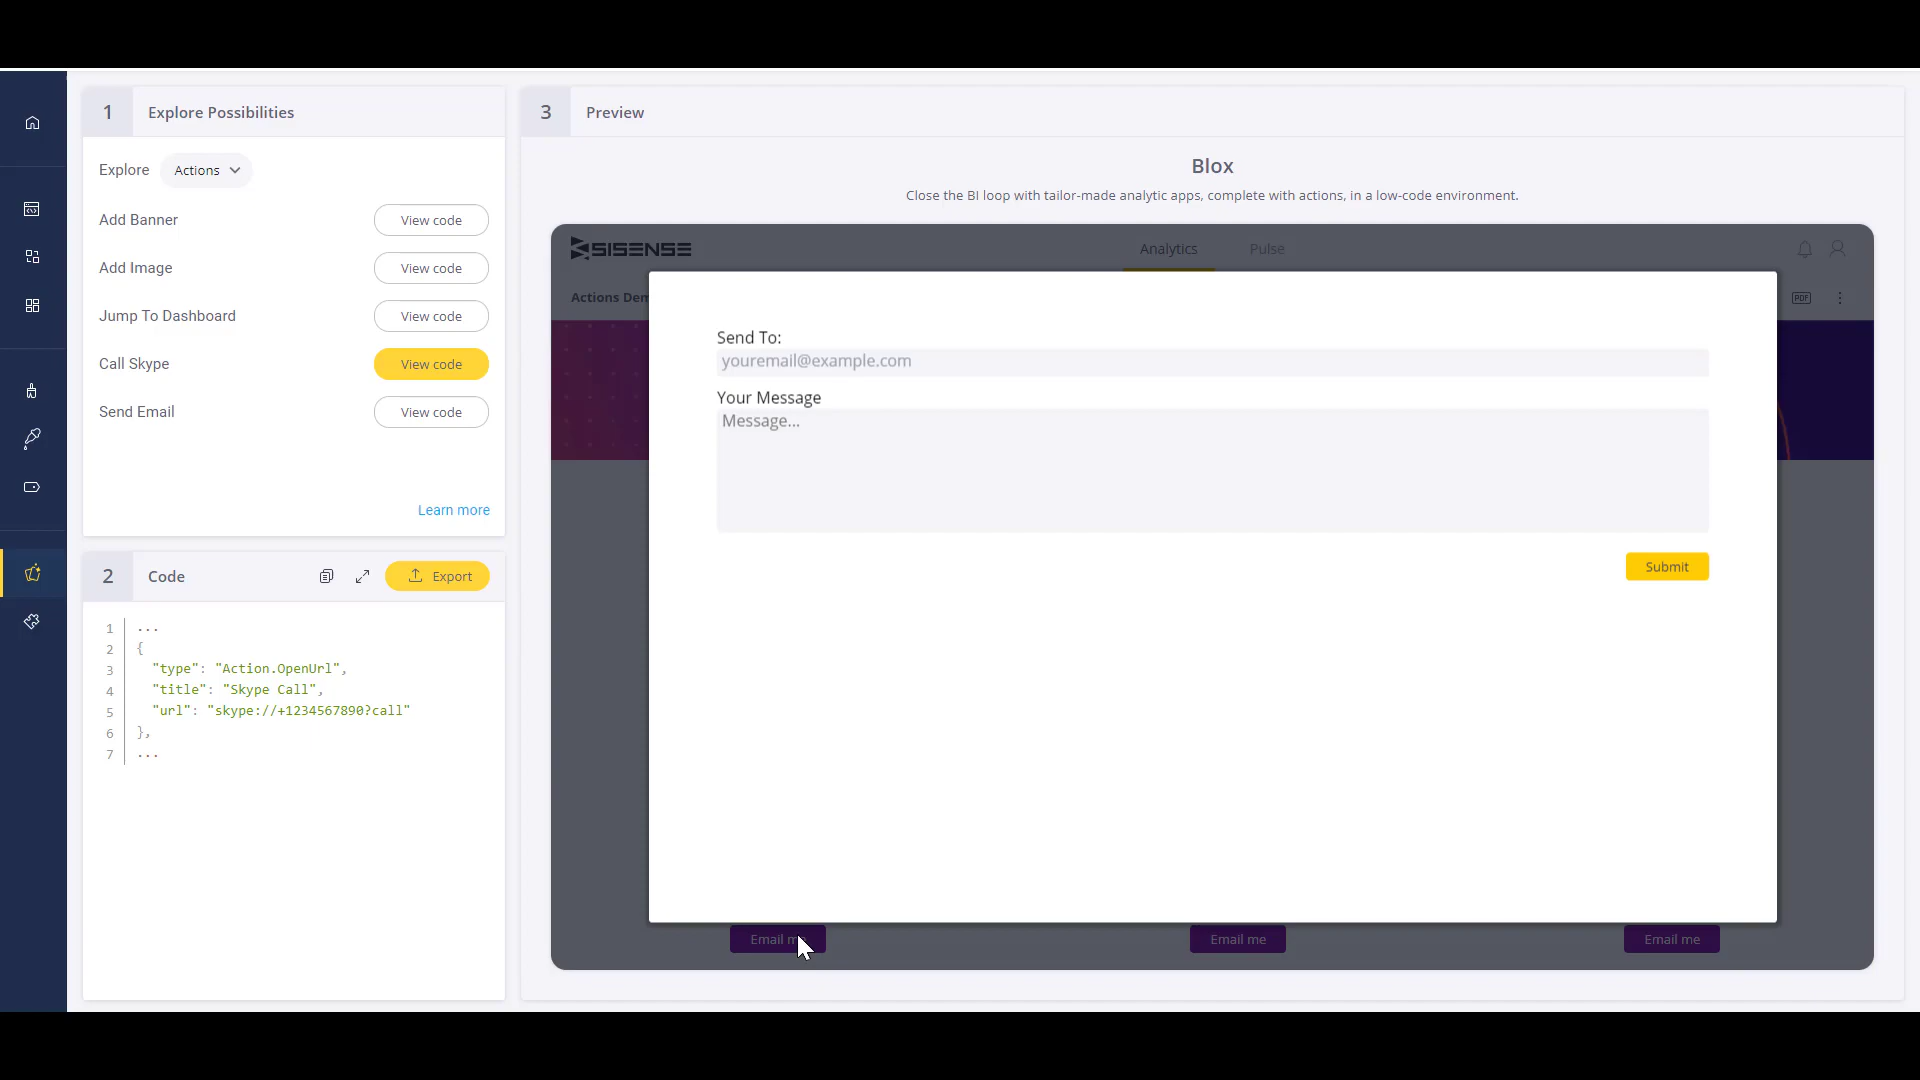 1 Explore Possibilities
Explore Actions
Add Banner View code
Add Image View code
Jump To Dashboard View code
Call Skype View code
Send Email View code
Learn more
2 Code Export
1 ...
2 {
3 "type": "Action.OpenUrl",
4 "title": "Skype Call",
5 "url": "skype://+1234567890?call"
6 },
7 ...
3 Preview
Blox
Close the BI loop with tailor-made analytic apps, complete with actions, in a low-code environment.
SISENSE Analytics Pulse
Actions PDF
Send To:
youremail@example.com
Your Message
Message...
Submit
Email me Email me Email me